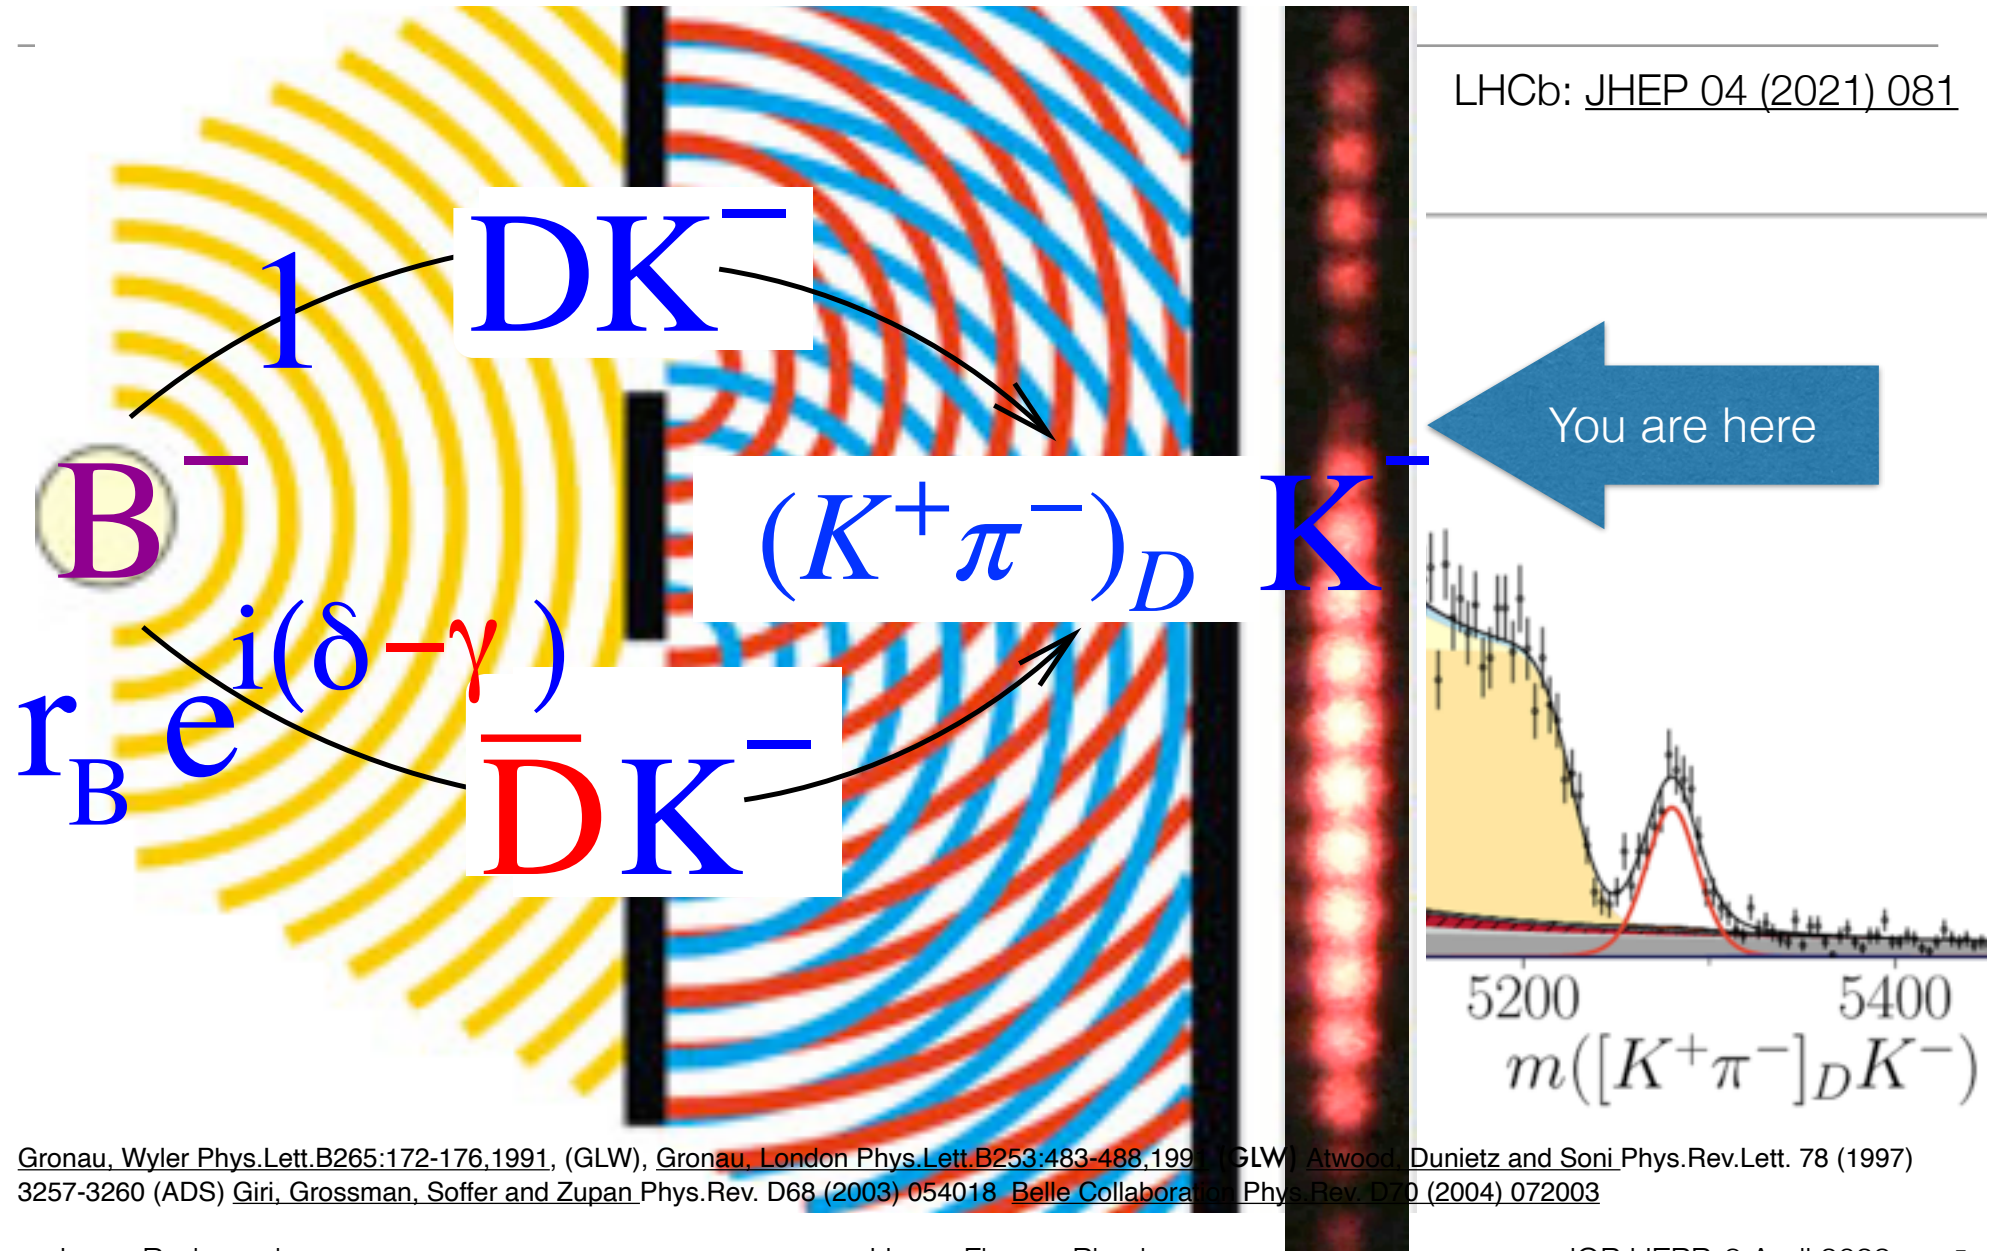 LHCb: JHEP 04 (2021) 081
1
DK⁻
You are here
B⁻
(K⁺π⁻)_D K⁻
r_B e^{i(δ−γ)}
D̅K⁻
5200 5400
m([K⁺π⁻]_D K⁻)
Gronau, Wyler Phys.Lett.B265:172-176,1991, (GLW), Gronau, London Phys.Lett.B253:483-488,1991 (GLW) Atwood, Dunietz and Soni Phys.Rev.Lett. 78 (1997)
3257-3260 (ADS) Giri, Grossman, Soffer and Zupan Phys.Rev. D68 (2003) 054018 Belle Collaboration Phys.Rev. D70 (2004) 072003